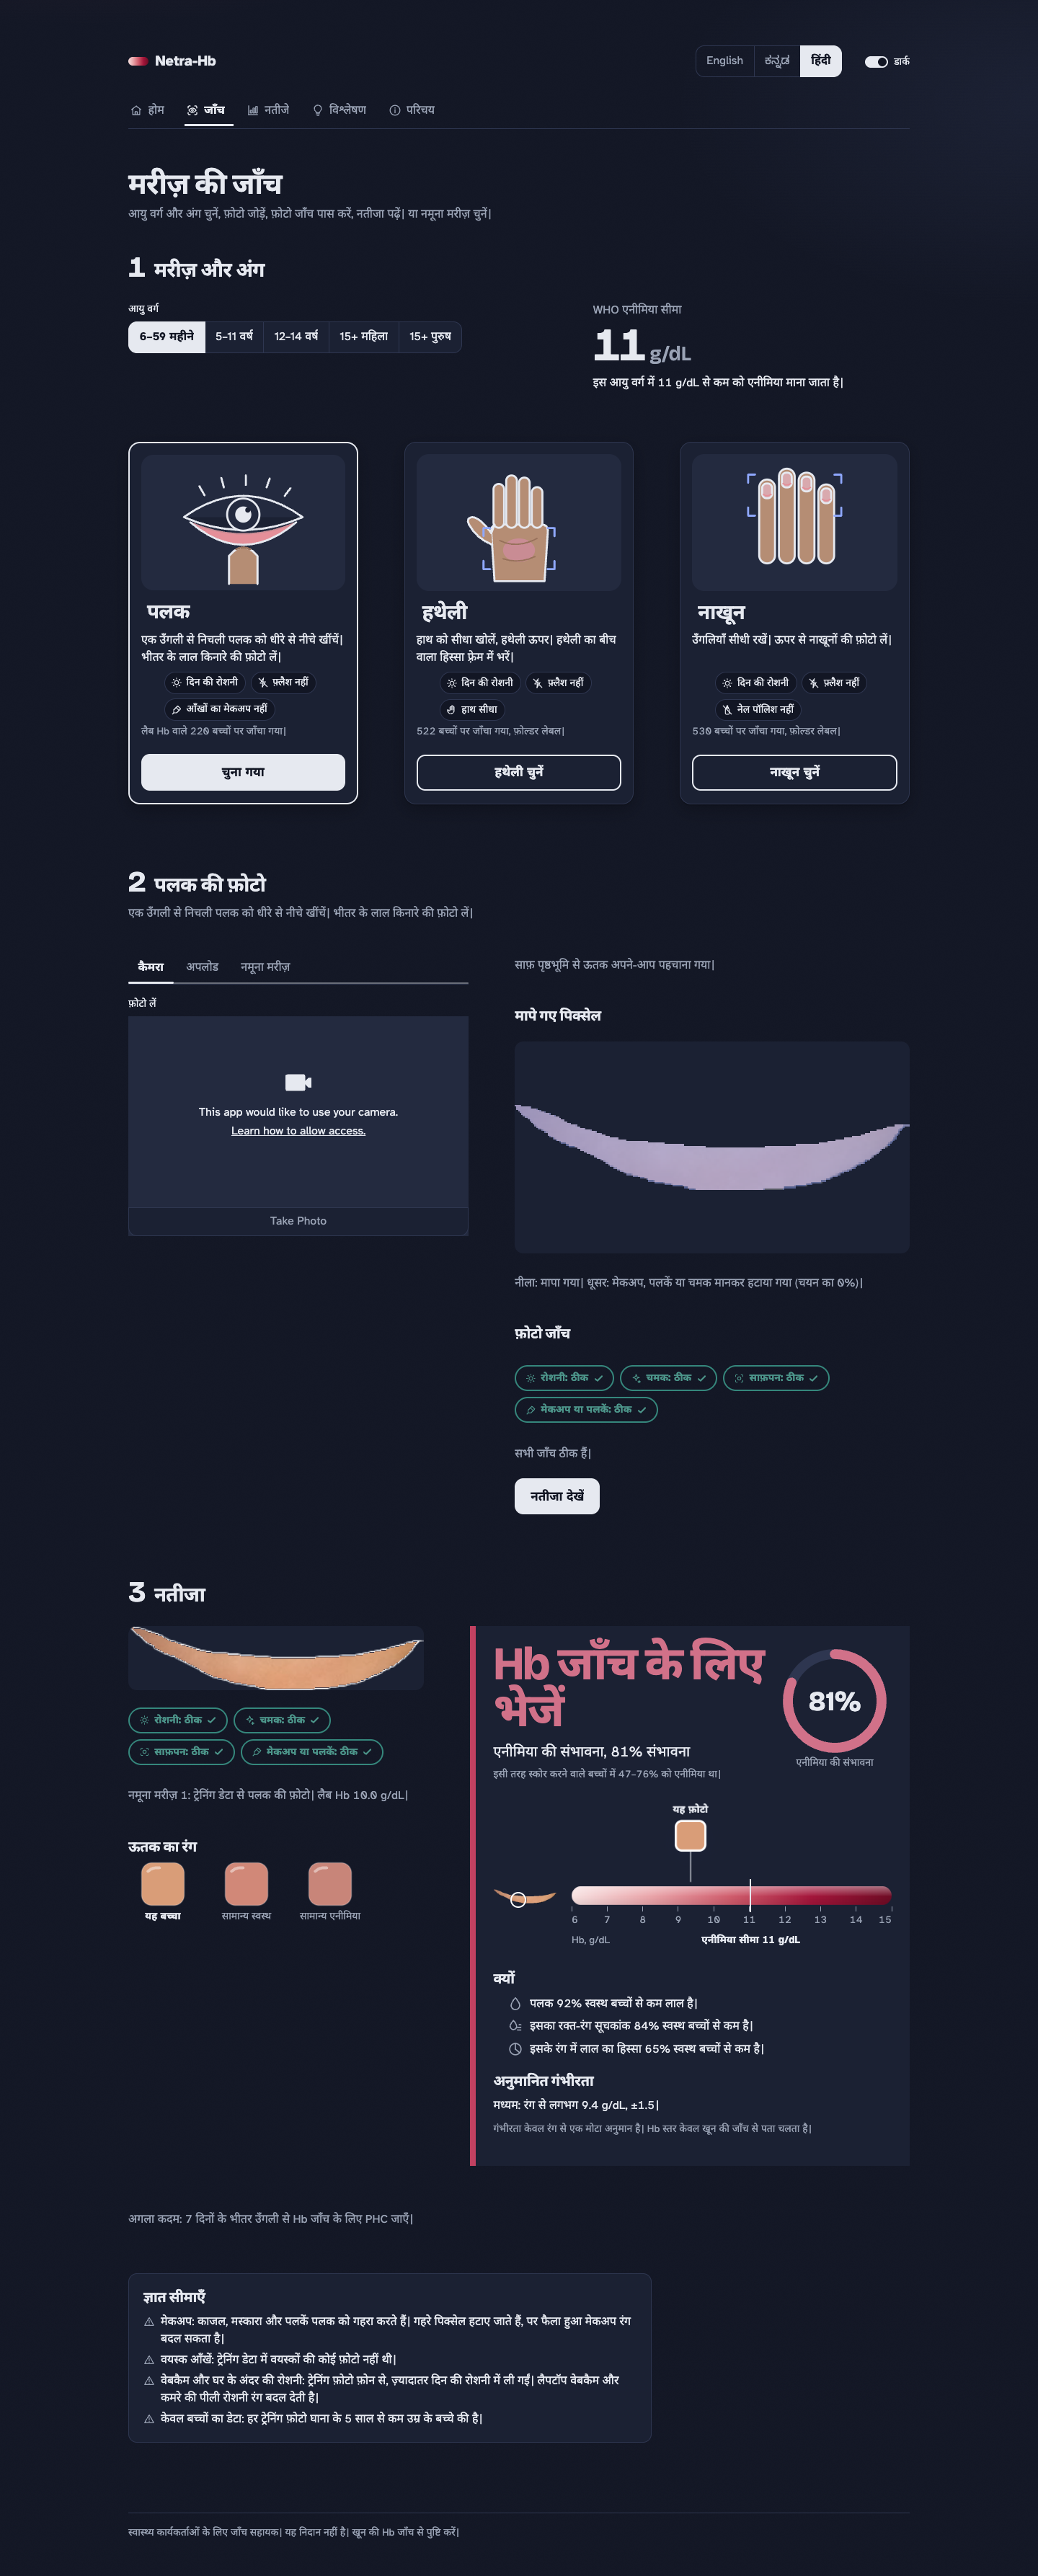 Netra-Hb
English
ಕನ್ನಡ
हिंदी
डार्क
होम
जाँच
नतीजे
विश्लेषण
परिचय
मरीज़ की जाँच
आयु वर्ग और अंग चुनें, फ़ोटो जोड़ें, फ़ोटो जाँच पास करें, नतीजा पढ़ें। या नमूना मरीज़ चुनें।
1 मरीज़ और अंग
आयु वर्ग
6–59 महीने
5–11 वर्ष
12–14 वर्ष
15+ महिला
15+ पुरुष
WHO एनीमिया सीमा
11 g/dL
इस आयु वर्ग में 11 g/dL से कम को एनीमिया माना जाता है।
पलक
एक उँगली से निचली पलक को धीरे से नीचे खींचें।
भीतर के लाल किनारे की फ़ोटो लें।
दिन की रोशनी
फ़्लैश नहीं
आँखों का मेकअप नहीं
लैब Hb वाले 220 बच्चों पर जाँचा गया।
चुना गया
हथेली
हाथ को सीधा खोलें, हथेली ऊपर। हथेली का बीच
वाला हिस्सा फ़्रेम में भरें।
दिन की रोशनी
फ़्लैश नहीं
हाथ सीधा
522 बच्चों पर जाँचा गया, फ़ोल्डर लेबल।
हथेली चुनें
नाखून
उँगलियाँ सीधी रखें। ऊपर से नाखूनों की फ़ोटो लें।
दिन की रोशनी
फ़्लैश नहीं
नेल पॉलिश नहीं
530 बच्चों पर जाँचा गया, फ़ोल्डर लेबल।
नाखून चुनें
2 पलक की फ़ोटो
एक उँगली से निचली पलक को धीरे से नीचे खींचें। भीतर के लाल किनारे की फ़ोटो लें।
कैमरा
अपलोड
नमूना मरीज़
फ़ोटो लें
This app would like to use your camera.
Learn how to allow access.
Take Photo
साफ़ पृष्ठभूमि से ऊतक अपने-आप पहचाना गया।
मापे गए पिक्सेल
नीला: मापा गया। धूसर: मेकअप, पलकें या चमक मानकर हटाया गया (चयन का 0%)।
फ़ोटो जाँच
रोशनी: ठीक
चमक: ठीक
साफ़पन: ठीक
मेकअप या पलकें: ठीक
सभी जाँच ठीक हैं।
नतीजा देखें
3 नतीजा
रोशनी: ठीक
चमक: ठीक
साफ़पन: ठीक
मेकअप या पलकें: ठीक
नमूना मरीज़ 1: ट्रेनिंग डेटा से पलक की फ़ोटो। लैब Hb 10.0 g/dL।
ऊतक का रंग
यह बच्चा
सामान्य स्वस्थ
सामान्य एनीमिया
Hb जाँच के लिए
भेजें
एनीमिया की संभावना, 81% संभावना
इसी तरह स्कोर करने वाले बच्चों में 47–76% को एनीमिया था।
81%
एनीमिया की संभावना
यह फ़ोटो
6 7 8 9 10 11 12 13 14 15
Hb, g/dL
एनीमिया सीमा 11 g/dL
क्यों
पलक 92% स्वस्थ बच्चों से कम लाल है।
इसका रक्त-रंग सूचकांक 84% स्वस्थ बच्चों से कम है।
इसके रंग में लाल का हिस्सा 65% स्वस्थ बच्चों से कम है।
अनुमानित गंभीरता
मध्यम: रंग से लगभग 9.4 g/dL, ±1.5।
गंभीरता केवल रंग से एक मोटा अनुमान है। Hb स्तर केवल खून की जाँच से पता चलता है।
अगला कदम: 7 दिनों के भीतर उँगली से Hb जाँच के लिए PHC जाएँ।
ज्ञात सीमाएँ
मेकअप: काजल, मस्कारा और पलकें पलक को गहरा करते हैं। गहरे पिक्सेल हटाए जाते हैं, पर फैला हुआ मेकअप रंग
बदल सकता है।
वयस्क आँखें: ट्रेनिंग डेटा में वयस्कों की कोई फ़ोटो नहीं थी।
वेबकैम और घर के अंदर की रोशनी: ट्रेनिंग फ़ोटो फ़ोन से, ज़्यादातर दिन की रोशनी में ली गईं। लैपटॉप वेबकैम और
कमरे की पीली रोशनी रंग बदल देती है।
केवल बच्चों का डेटा: हर ट्रेनिंग फ़ोटो घाना के 5 साल से कम उम्र के बच्चे की है।
स्वास्थ्य कार्यकर्ताओं के लिए जाँच सहायक। यह निदान नहीं है। खून की Hb जाँच से पुष्टि करें।